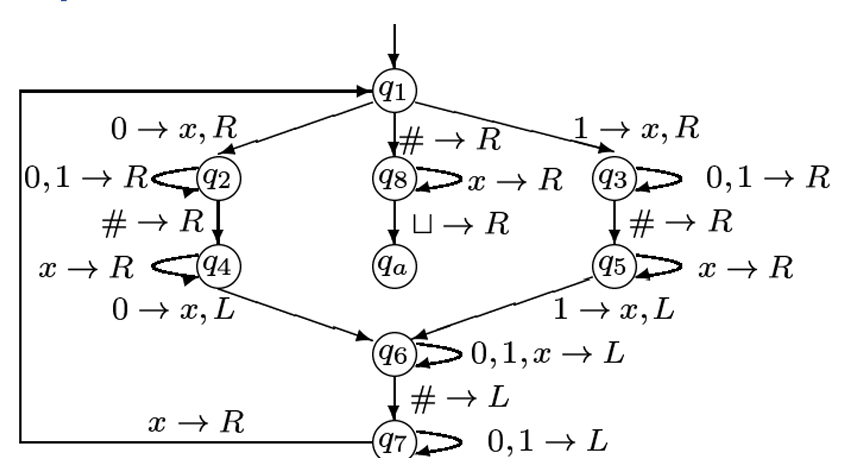 q1
0 → x, R
# → R
1 → x, R
0, 1 → R
q2
q8
x → R
q3
0, 1 → R
# → R
⊔ → R
# → R
x → R
q4
qa
q5
x → R
0 → x, L
1 → x, L
q6
0, 1, x → L
# → L
x → R
q7
0, 1 → L